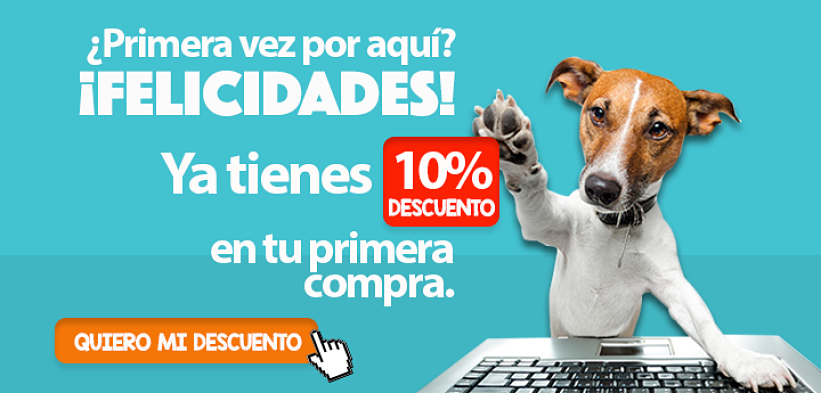 ¿Primera vez por aquí?
¡FELICIDADES!
Ya tienes 10%
DESCUENTO
en tu primera
compra.
QUIERO MI DESCUENTO